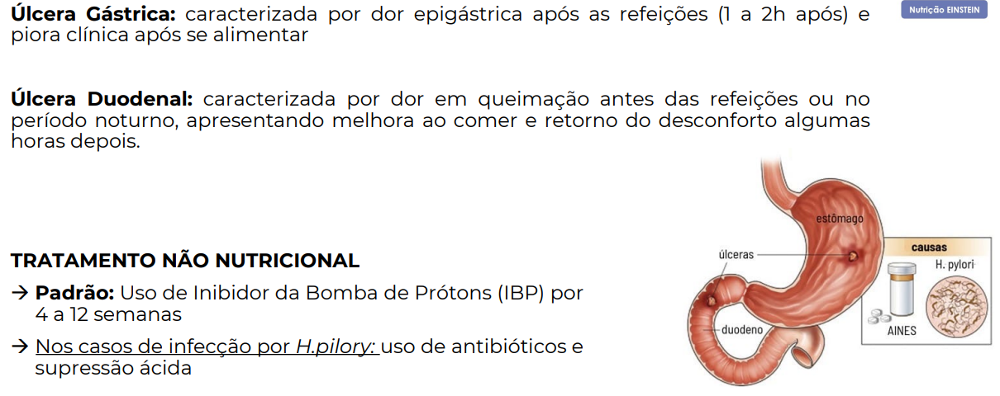 Úlcera Gástrica: caracterizada por dor epigástrica após as refeições (1 a 2h após) e
piora clínica após se alimentar
Nutrição EINSTEIN
Úlcera Duodenal: caracterizada por dor em queimação antes das refeições ou no
período noturno, apresentando melhora ao comer e retorno do desconforto algumas
horas depois.
TRATAMENTO NÃO NUTRICIONAL
→ Padrão: Uso de Inibidor da Bomba de Prótons (IBP) por
4 a 12 semanas
→ Nos casos de infecção por H.pilory: uso de antibióticos e
supressão ácida
estômago
úlceras
duodeno
causas
H. pylori
AINES